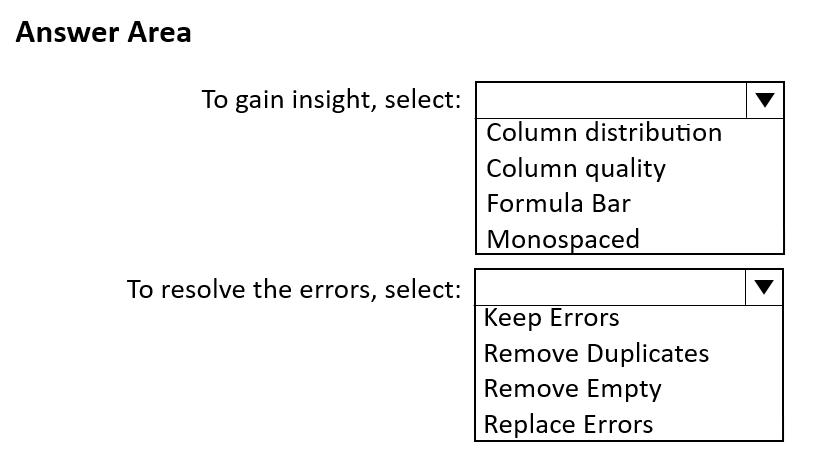 Answer Area
To gain insight, select:
Column distribution
Column quality
Formula Bar
Monospaced
To resolve the errors, select:
Keep Errors
Remove Duplicates
Remove Empty
Replace Errors